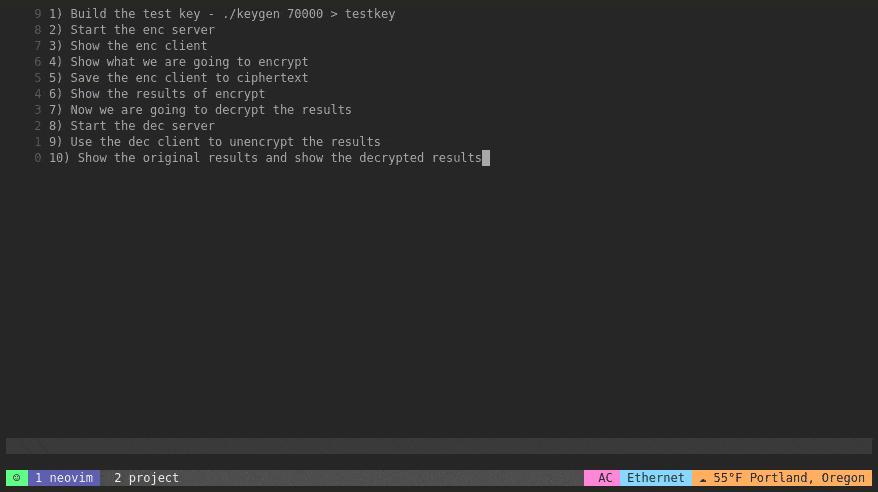 9 1) Build the test key - ./keygen 70000 > testkey
8 2) Start the enc server
7 3) Show the enc client
6 4) Show what we are going to encrypt
5 5) Save the enc client to ciphertext
4 6) Show the results of encrypt
3 7) Now we are going to decrypt the results
2 8) Start the dec server
1 9) Use the dec client to unencrypt the results
0 10) Show the original results and show the decrypted results
☺ 1 neovim 2 project AC Ethernet ☁ 55°F Portland, Oregon